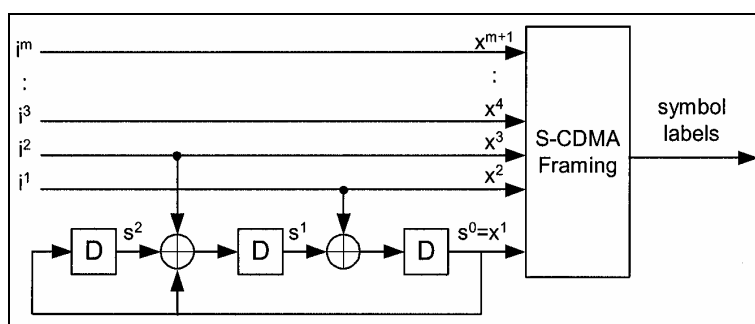 i^m x^{m+1}
: :
i^3 x^4
i^2 x^3
i^1 x^2
D s^2 D s^1 D s^0=x^1
S-CDMA
Framing
symbol
labels